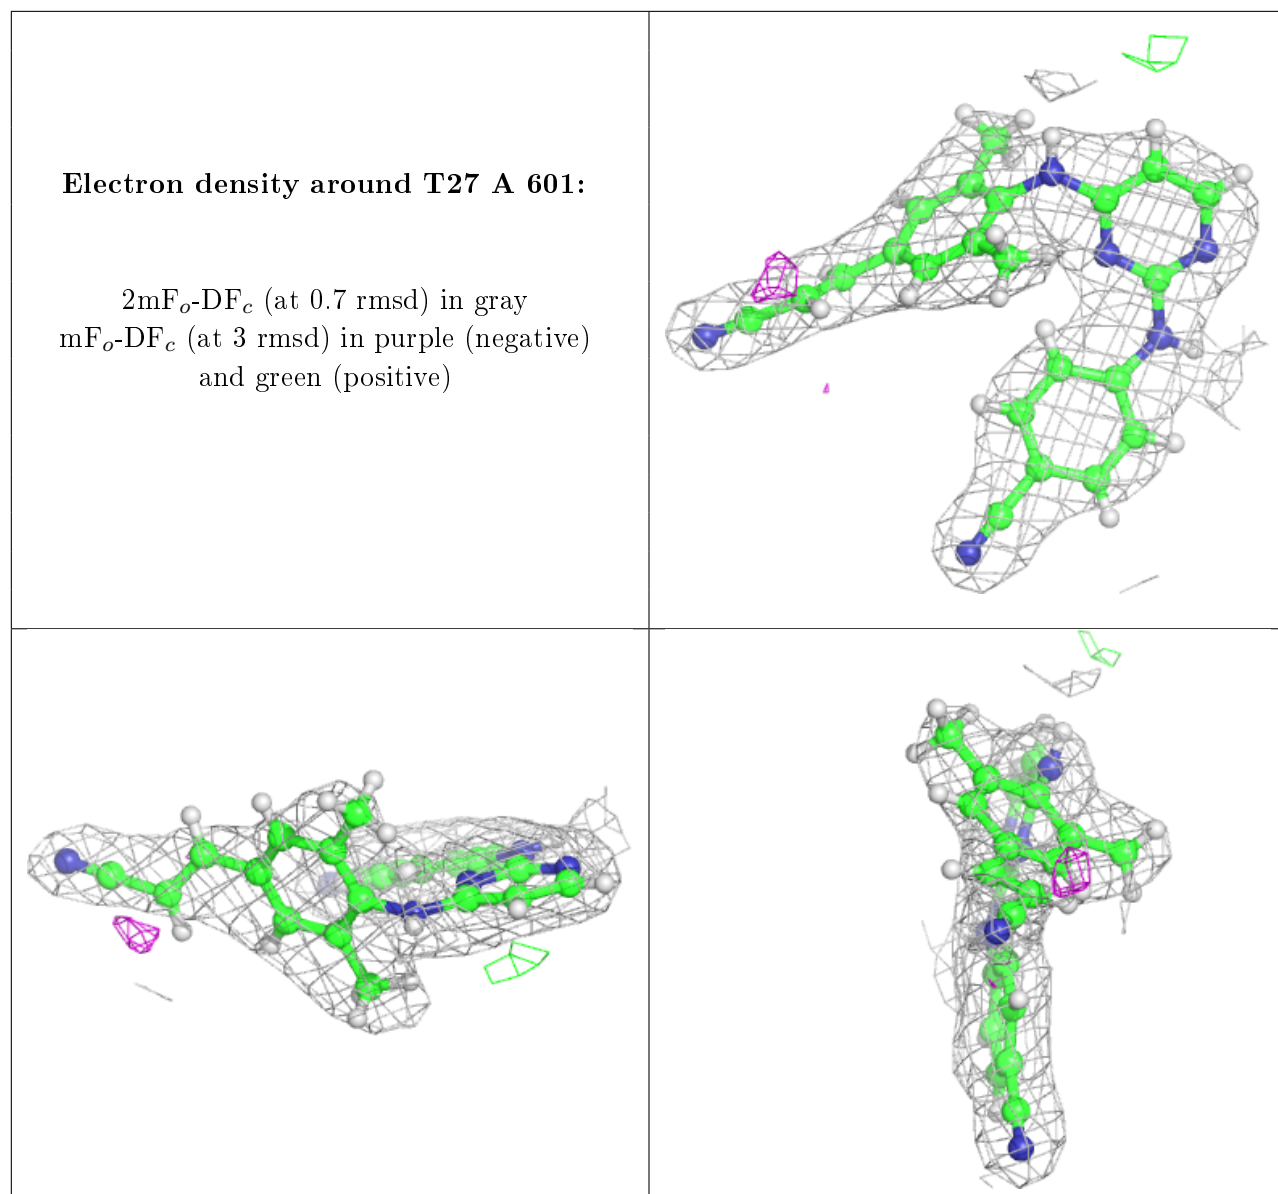 Electron density around T27 A 601:
2mFo-DFc (at 0.7 rmsd) in gray
mFo-DFc (at 3 rmsd) in purple (negative)
and green (positive)